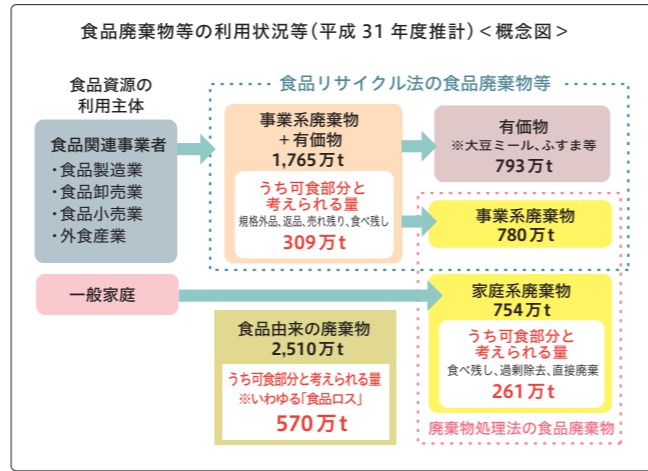 食品廃棄物等の利用状況等(平成 31 年度推計)<概念図>
食品資源の
利用主体
食品関連事業者
・食品製造業
・食品卸売業
・食品小売業
・外食産業
一般家庭
食品リサイクル法の食品廃棄物等
事業系廃棄物
+有価物
1,765万t
うち可食部分と
考えられる量
規格外品、返品、売れ残り、食べ残し
309万t
有価物
※大豆ミール、ふすま等
793万t
事業系廃棄物
780万t
家庭系廃棄物
754万t
うち可食部分と
考えられる量
食べ残し、過剰除去、直接廃棄
261万t
廃棄物処理法の食品廃棄物
食品由来の廃棄物
2,510万t
うち可食部分と考えられる量
※いわゆる「食品ロス」
570万t